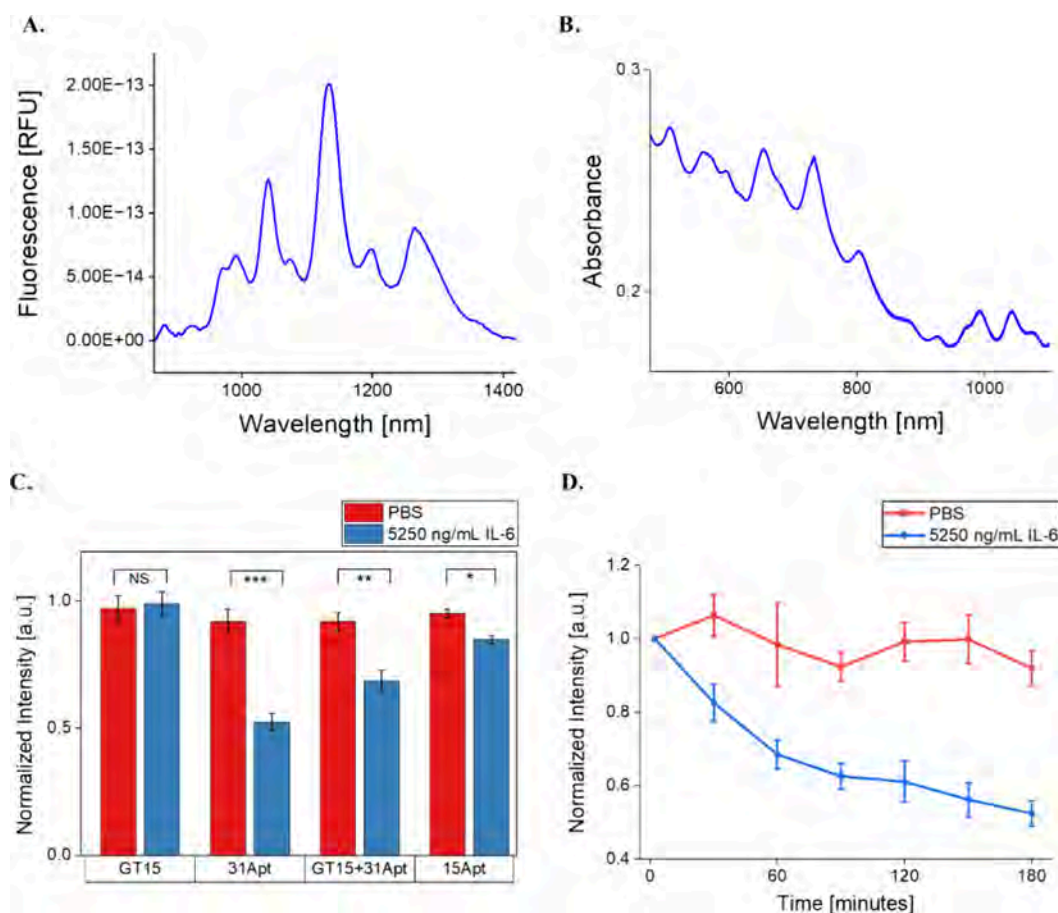 A.
Fluorescence [RFU]
2.00E−13
1.50E−13
1.00E−13
5.00E−14
0.00E+00
1000 1200 1400
Wavelength [nm]
B.
Absorbance
0.3
0.2
600 800 1000
Wavelength [nm]
C.
PBS
5250 ng/mL IL-6
Normalized Intensity [a.u.]
1.0
0.5
0.0
NS *** ** *
GT15 31Apt GT15+31Apt 15Apt
D.
PBS
5250 ng/mL IL-6
Normalized Intensity [a.u.]
1.2
1.0
0.8
0.6
0.4
0 60 120 180
Time [minutes]